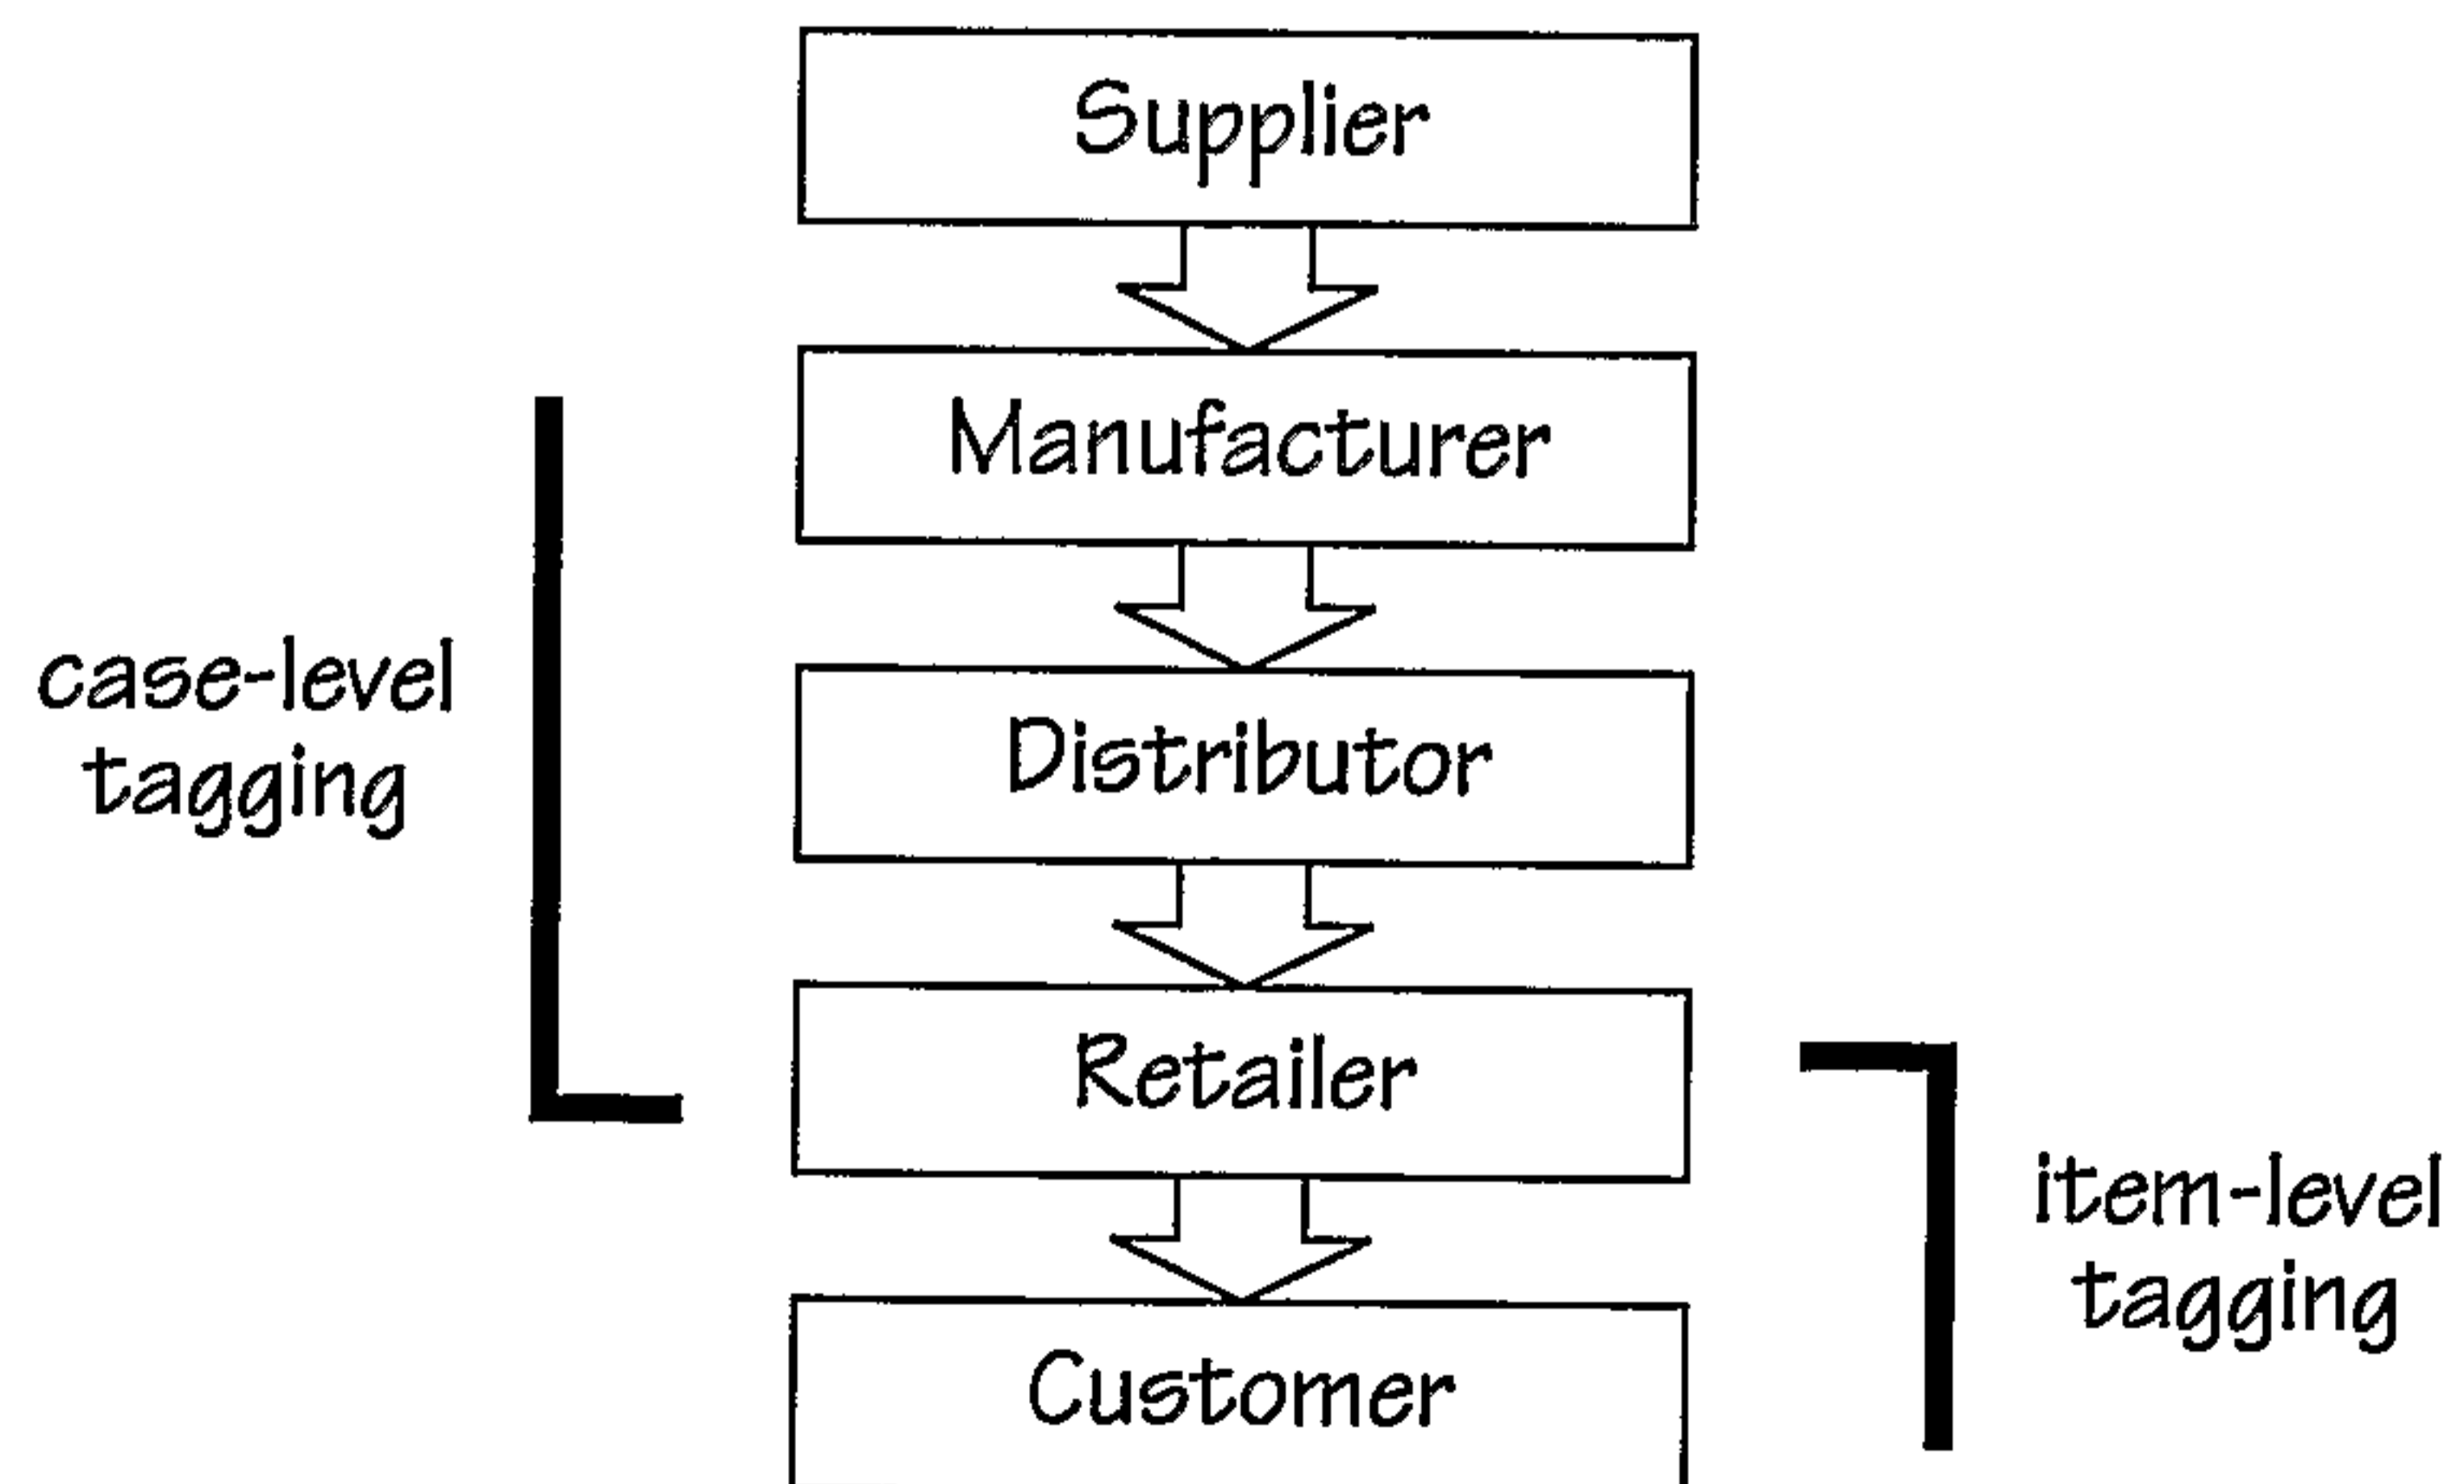 Supplier
Manufacturer
case-level
tagging
Distributor
Retailer
item-level
tagging
Customer